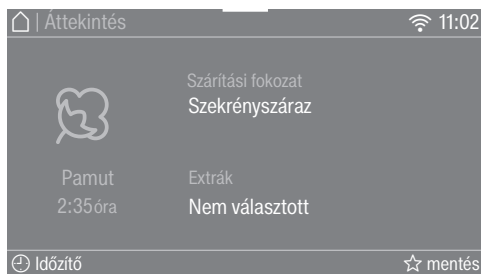 | Áttekintés
11:02
Szárítási fokozat
Szekrényszáraz
Pamut
2:35óra
Extrák
Nem választott
Időzítő
mentés